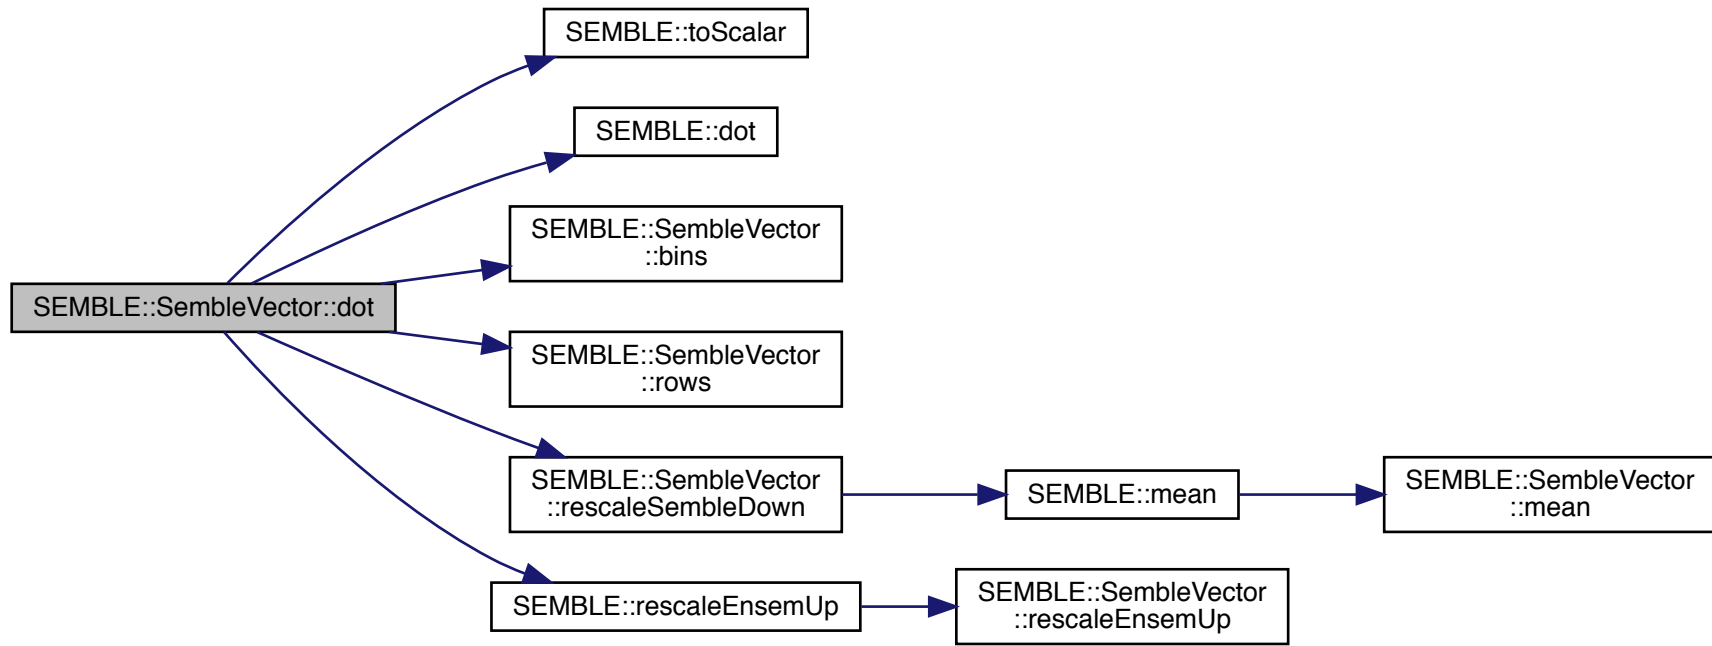 SEMBLE::toScalar
SEMBLE::dot
SEMBLE::SembleVector
::bins
SEMBLE::SembleVector::dot
SEMBLE::SembleVector
::rows
SEMBLE::SembleVector
::rescaleSembleDown
SEMBLE::mean
SEMBLE::SembleVector
::mean
SEMBLE::rescaleEnsemUp
SEMBLE::SembleVector
::rescaleEnsemUp